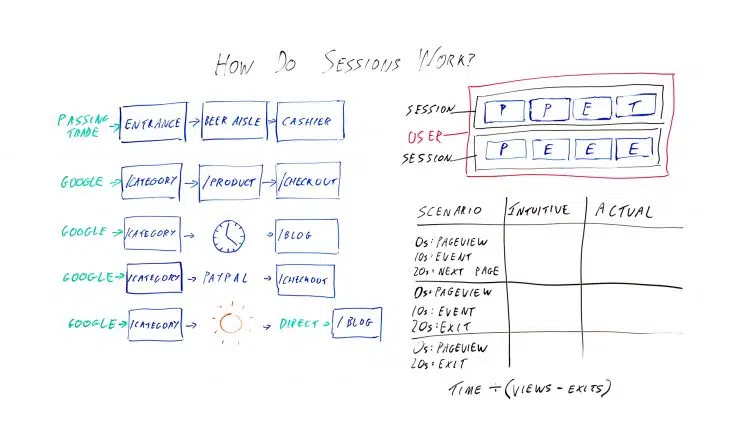 HOW DO SESSIONS WORK?
PASSING TRADE → ENTRANCE → BEER AISLE → CASHIER
GOOGLE → /CATEGORY → /PRODUCT → /CHECKOUT
GOOGLE → /CATEGORY → → /BLOG
GOOGLE → /CATEGORY → PAYPAL → /CHECKOUT
GOOGLE → /CATEGORY → → DIRECT → /BLOG
SESSION P P E T
USER
SESSION P E E E
SCENARIO INTUITIVE ACTUAL
0s: PAGEVIEW
10s: EVENT
20s: NEXT PAGE
0s: PAGEVIEW
10s: EVENT
20s: EXIT
0s: PAGEVIEW
20s: EXIT
TIME ÷ (VIEWS - EXITS)